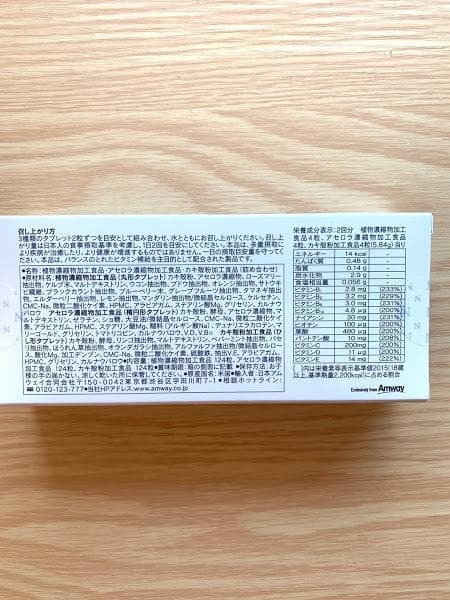 召し上がり方
3種類のタブレット2粒ずつを目安として組み合わせ、水とともにお召し上がりください。召し上
がり量は日本人の食事摂取基準を考慮し、1日2回を目安にしてください。本品は、多量摂取に
より疾病が治癒したり、より健康が増進するものではありません。一日の摂取目安量を守ってく
ださい。本品は、バランスのとれたビタミン補給を主目的として配合された製品です。
●名称:植物濃縮物加工食品・アセロラ濃縮物加工食品・カキ殻粉加工食品(詰め合わせ)
●原材料名:植物濃縮物加工食品(丸形タブレット)カキ殻粉、アセロラ濃縮物、ローズマリー
抽出物、ケルプ末、マルトデキストリン、ウコン抽出物、ブドウ抽出物、オレンジ抽出物、サトウキ
ビ繊維、ブラックカラント抽出物、ブルーベリー末、グレープフルーツ抽出物、タマネギ抽出
物、エルダーベリー抽出物、レモン抽出物、マンダリン抽出物/微結晶セルロース、ケルセチン、
CMC-Na、微粒二酸化ケイ素、HPMC、アラビアガム、ステアリン酸Mg、グリセリン、カルナウ
バロウ アセロラ濃縮物加工食品(楕円形タブレット)カキ殻粉、酵母、アセロラ濃縮物、マ
ルトデキストリン、ゼラチン、ショ糖、大豆油/微結晶セルロース、CMC-Na、微粒二酸化ケイ
素、アラビアガム、HPMC、ステアリン酸Mg、糊料(アルギン酸Na)、デュナリエラカロテン、マ
リーゴールド、グリセリン、トマトリコピン、カルナウバロウ、V.D、V.B₁₂ カキ殻粉加工食品(D
形タブレット)カキ殻粉、酵母、リンゴ抽出物、マルトデキストリン、ペパーミント抽出物、パセ
リ抽出物、ほうれん草抽出物、オランダガラシ抽出物、アルファルファ抽出物/微結晶セルロー
ス、酸化Mg、加工デンプン、CMC-Na、微粒二酸化ケイ素、硫酸鉄、抽出V.E、アラビアガム、
HPMC、グリセリン、カルナウバロウ●内容量:植物濃縮物加工食品 124粒、アセロラ濃縮物加工食品
124粒、カキ殻粉加工食品 124粒●賞味期限:箱の側面に記載 ●保存方法:お子
様の手の届かない、涼しく乾いた所に保管してください。●原産国名:米国●輸入者:日本アム
ウェイ合同会社〒150-0042東京都渋谷区宇田川町7-1●相談ホットライン:
0120-123-777●当社HPアドレス:www.amway.co.jp
栄養成分表示:2回分 植物濃縮物加工食
品4粒、アセロラ濃縮物加工食品
4粒、カキ殻粉加工食品4粒(5.84g)当り
エネルギー 14 kcal
たんぱく質 0.48 g
脂質 0.14 g
炭水化物 2.9 g
食塩相当量 0.056 g
ビタミンB₁ 2.8 mg (233%)
ビタミンB₂ 3.2 mg (229%)
ビタミンB₆ 3.0 mg
ビタミンB₁₂ 4.8 μg (200%)
ナイアシン 30 mg
ビオチン 100 μg (200%)
葉酸 480 μg (200%)
パントテン酸 10 mg (208%)
ビタミンC 200mg (200%)
ビタミンD 11 μg (200%)
ビタミンE 14 mg (222%)
( )内は栄養素等表示基準値2015(18歳
以上、基準熱量2,200kcal)に占める割合
Exclusively from Amway